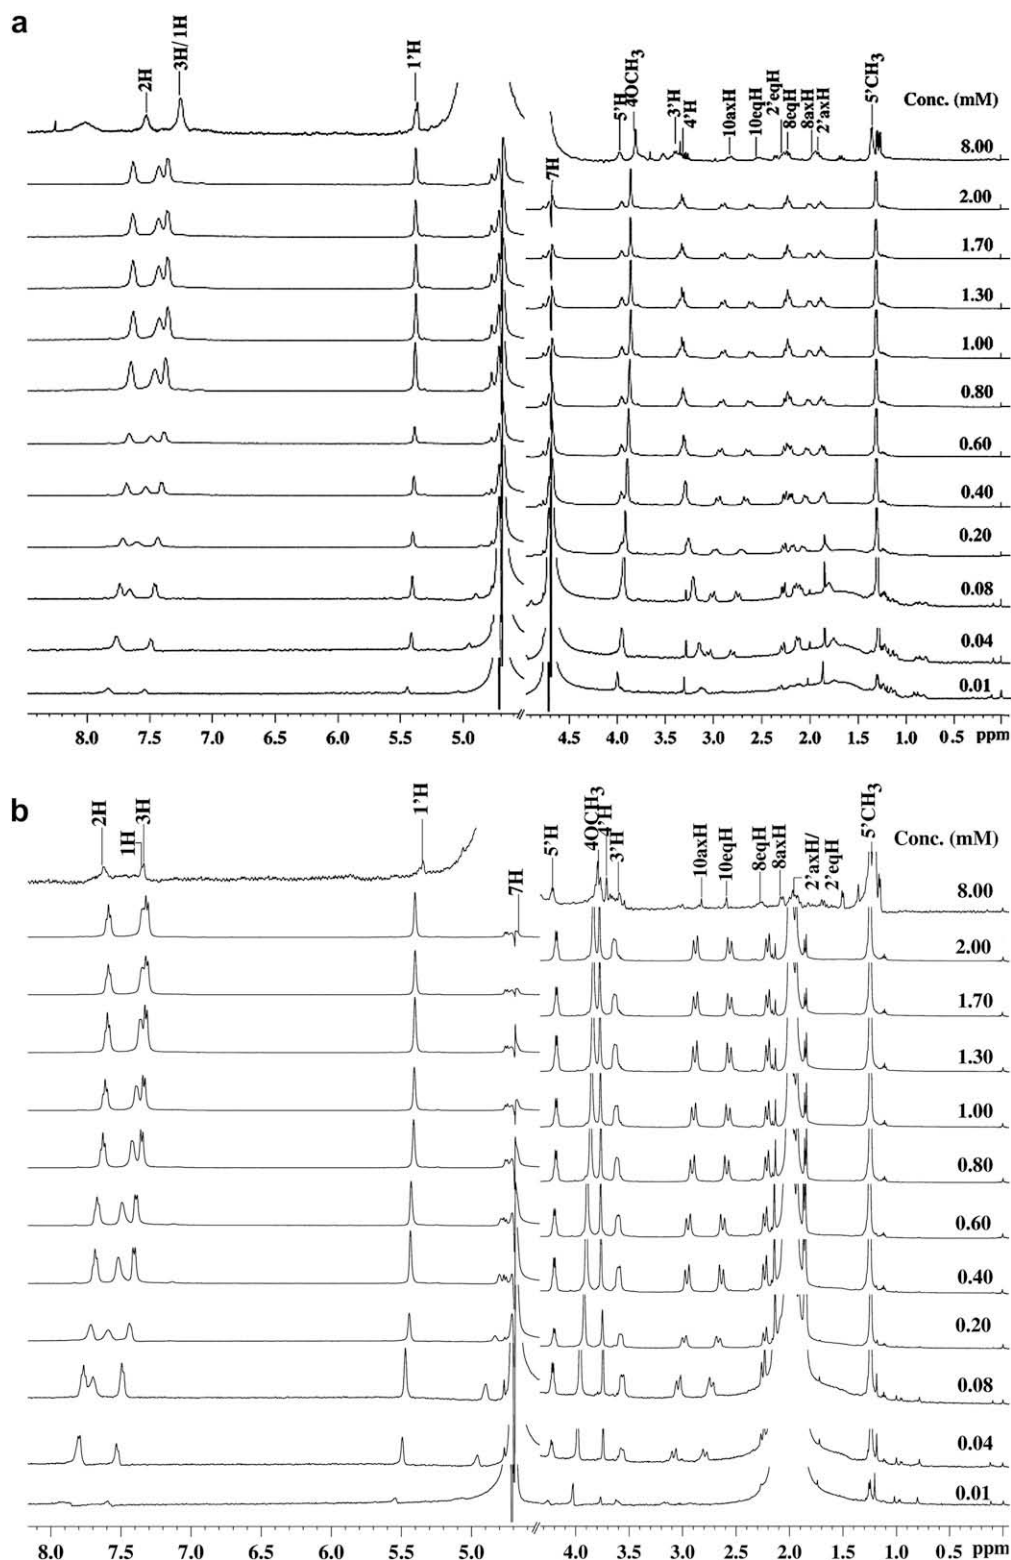 a
2H
3H/ 1H
1'H
7H
5'H
4OCH3
3'H
4'H
10axH
10eqH
2'eqH
8eqH
8axH
2'axH
5'CH3
Conc. (mM)
8.00
2.00
1.70
1.30
1.00
0.80
0.60
0.40
0.20
0.08
0.04
0.01
8.0 7.5 7.0 6.5 6.0 5.5 5.0 4.5 4.0 3.5 3.0 2.5 2.0 1.5 1.0 0.5 ppm
b
2H
1H
3H
1'H
7H
5'H
4OCH3
4'H
3'H
10axH
10eqH
8eqH
8axH
2'axH/
2'eqH
5'CH3
Conc. (mM)
8.00
2.00
1.70
1.30
1.00
0.80
0.60
0.40
0.20
0.08
0.04
0.01
8.0 7.5 7.0 6.5 6.0 5.5 5.0 4.0 3.5 3.0 2.5 2.0 1.5 1.0 0.5 ppm